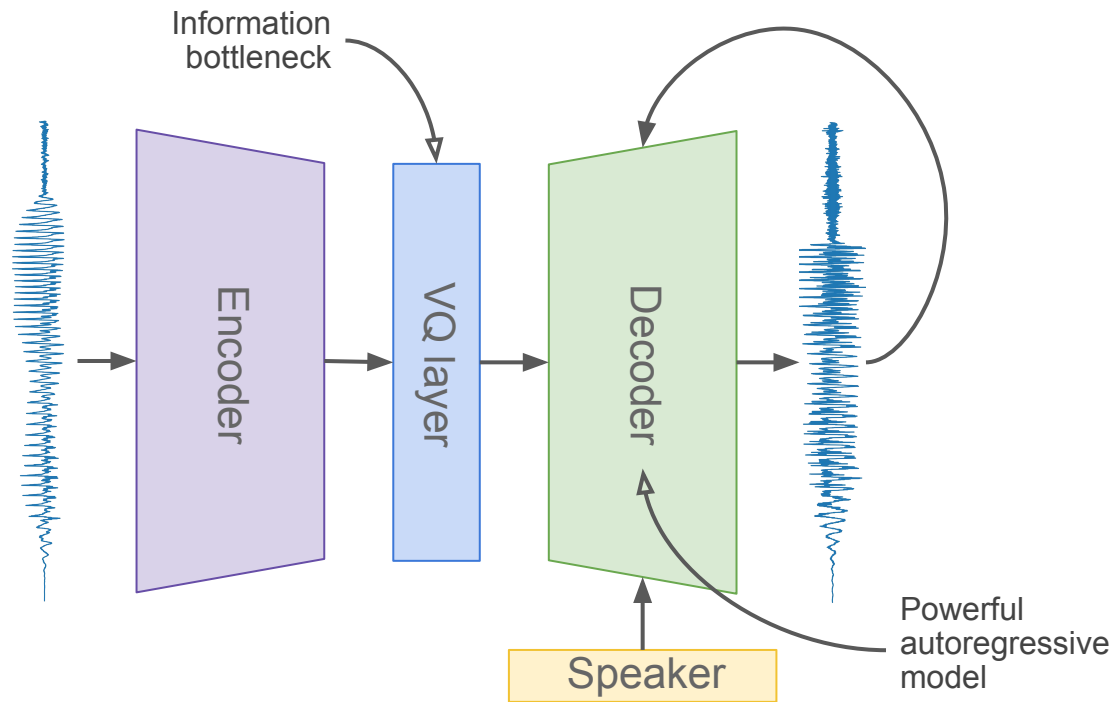 Information
bottleneck
Encoder
VQ layer
Decoder
Speaker
Powerful
autoregressive
model